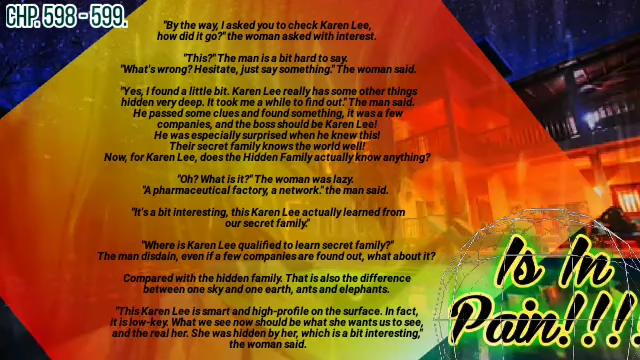 CHP. 598 - 599.
"By the way, I asked you to check Karen Lee,
how did it go?" the woman asked with interest.
"This?" The man is a bit hard to say.
"What's wrong? Hesitate, just say something." The woman said.
"Yes, I found a little bit. Karen Lee really has some other things
hidden very deep. It took me a while to find out." The man said.
He passed some clues and found something, it was a few
companies, and the boss should be Karen Lee!
He was especially surprised when he knew this!
Their secret family knows the world well!
Now, for Karen Lee, does the Hidden Family actually know anything?
"Oh? What is it?" The woman was lazy.
"A pharmaceutical factory, a network." the man said.
"It's a bit interesting, this Karen Lee actually learned from
our secret family."
"Where is Karen Lee qualified to learn secret family?"
The man disdain, even if a few companies are found out, what about it?
Compared with the hidden family. That is also the difference
between one sky and one earth, ants and elephants.
"This Karen Lee is smart and high-profile on the surface. In fact,
it is low-key. What we see now should be what she wants us to see,
and the real her. She was hidden by her, which is a bit interesting,
the woman said.
Is In
Pain!!!!